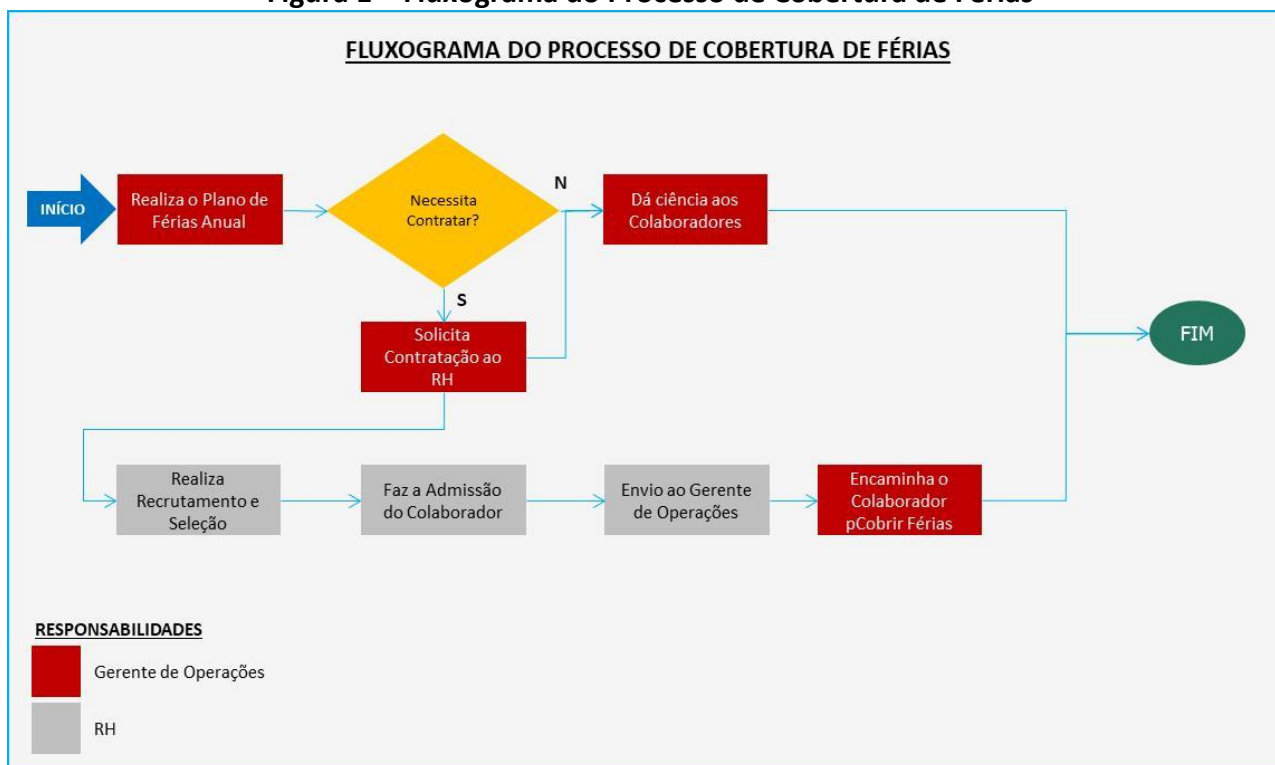 FLUXOGRAMA DO PROCESSO DE COBERTURA DE FÉRIAS
INÍCIO
Realiza o Plano de
Férias Anual
Necessita
Contratar?
N
Dá ciência aos
Colaboradores
S
Solicita
Contratação ao
RH
FIM
Realiza
Recrutamento e
Seleção
Faz a Admissão
do Colaborador
Envio ao Gerente
de Operações
Encaminha o
Colaborador
pCobrir Férias
RESPONSABILIDADES
Gerente de Operações
RH